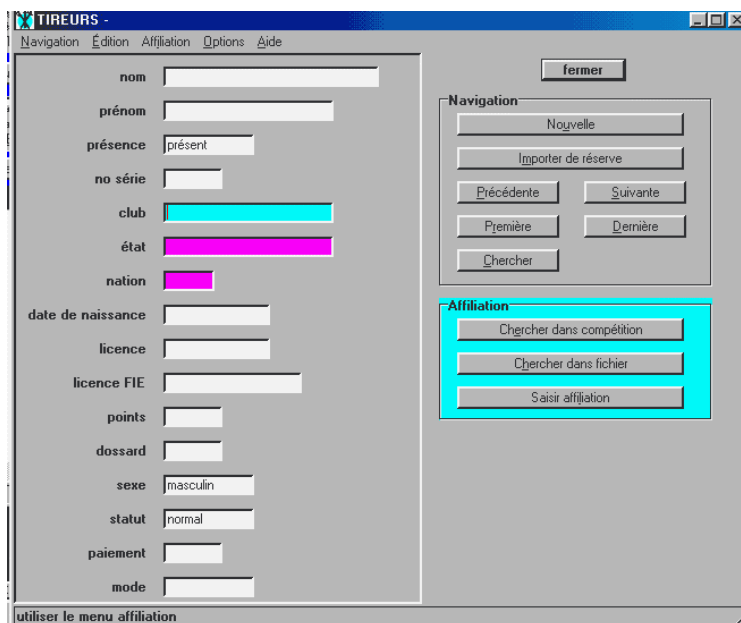 TIREURS -
Navigation Édition Affiliation Options Aide
nom
prénom
présence présent
no série
club
état
nation
date de naissance
licence
licence FIE
points
dossard
sexe masculin
statut normal
paiement
mode
fermer
Navigation
Nouvelle
Importer de réserve
Précédente Suivante
Première Dernière
Chercher
Affiliation
Chercher dans compétition
Chercher dans fichier
Saisir affiliation
utiliser le menu affiliation